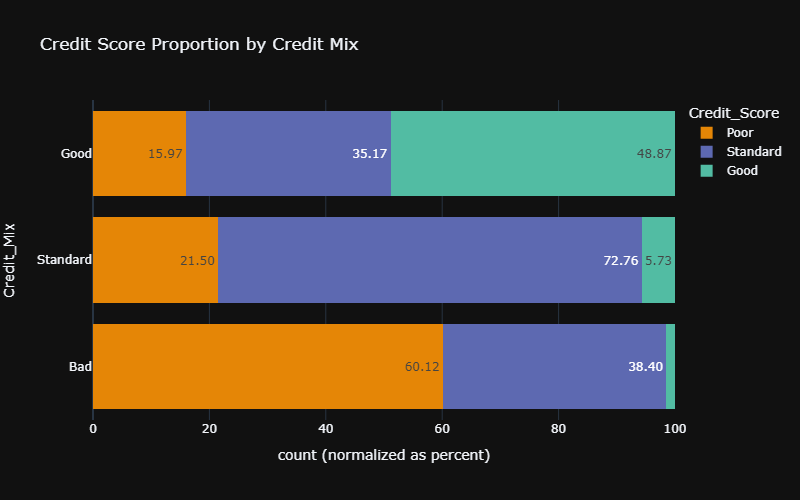 Credit Score Proportion by Credit Mix
Credit_Score
Poor
Standard
Good
Credit_Mix
Good 15.97 35.17 48.87
Standard 21.50 72.76 5.73
Bad 60.12 38.40
0 20 40 60 80 100
count (normalized as percent)